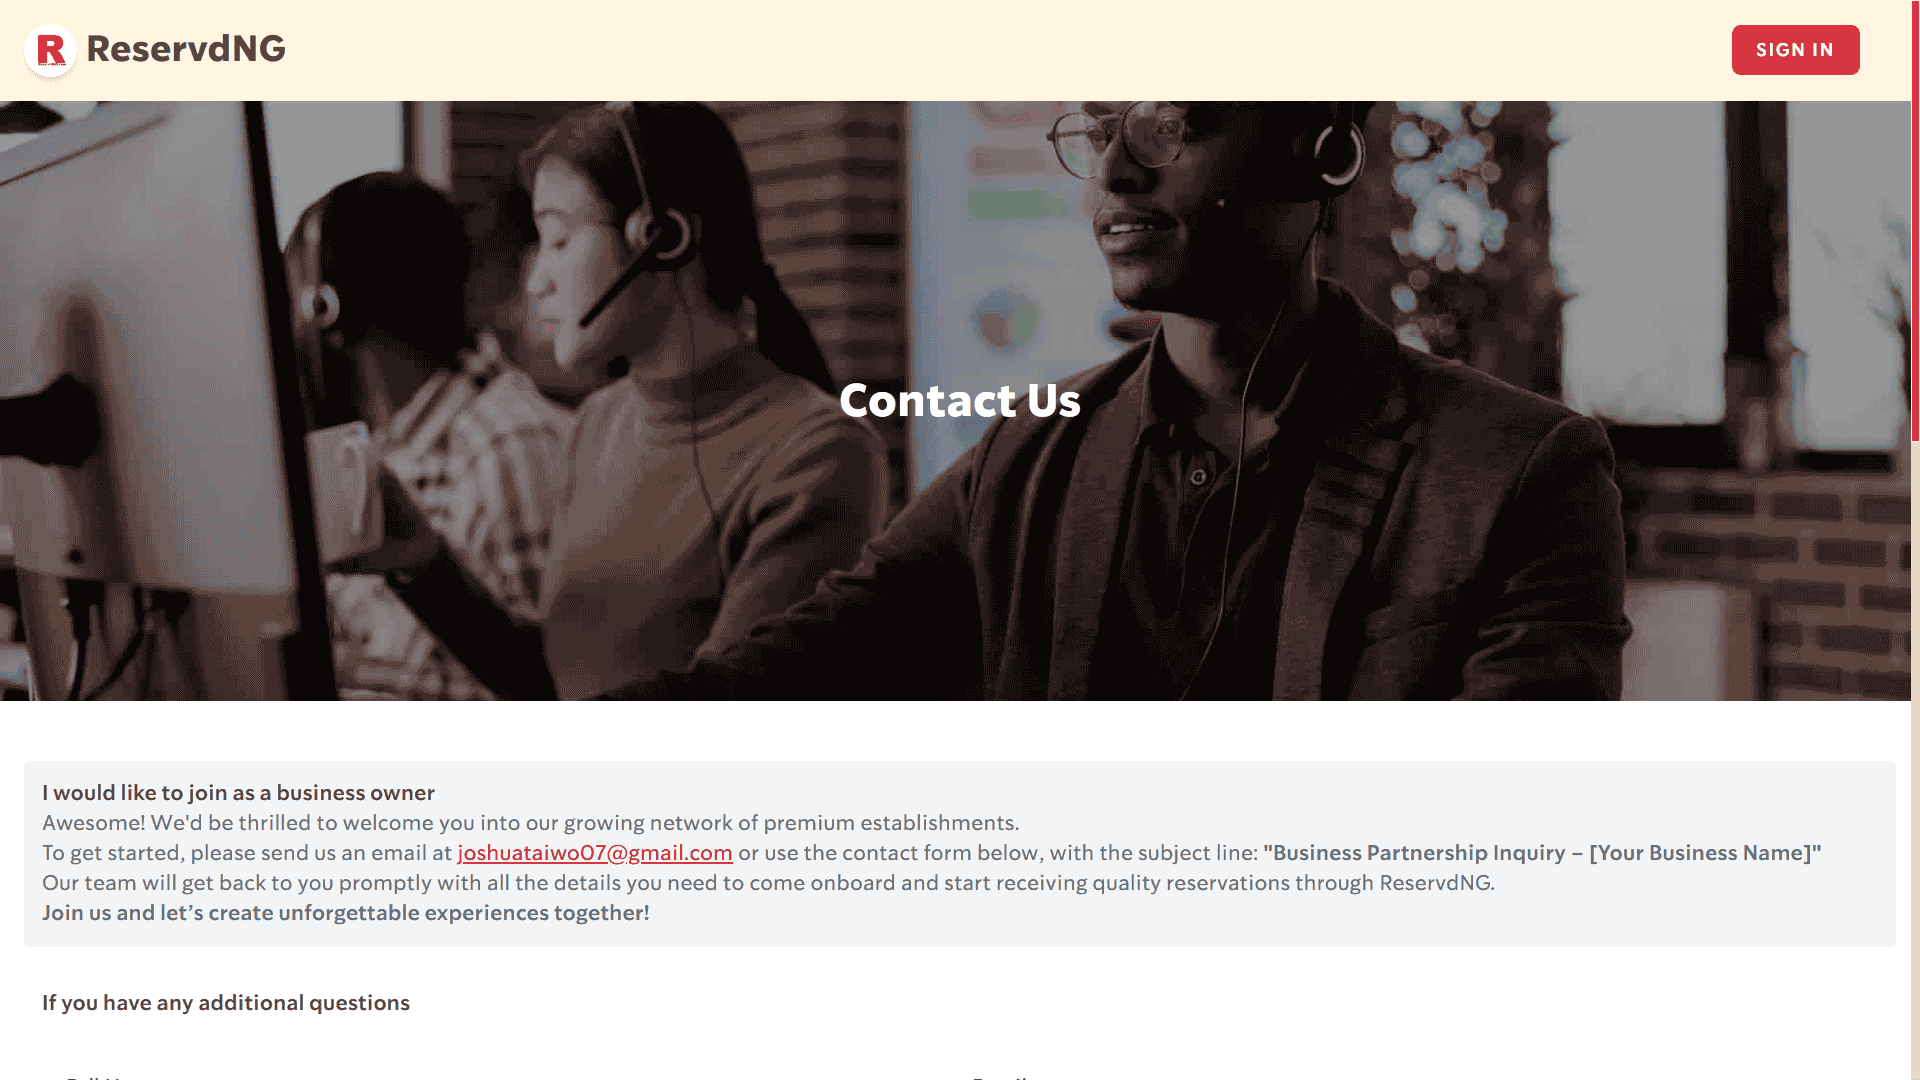 ReservdNG
SIGN IN
Contact Us
I would like to join as a business owner
Awesome! We'd be thrilled to welcome you into our growing network of premium establishments.
To get started, please send us an email at joshuataiwo07@gmail.com or use the contact form below, with the subject line: "Business Partnership Inquiry – [Your Business Name]"
Our team will get back to you promptly with all the details you need to come onboard and start receiving quality reservations through ReservdNG.
Join us and let’s create unforgettable experiences together!
If you have any additional questions